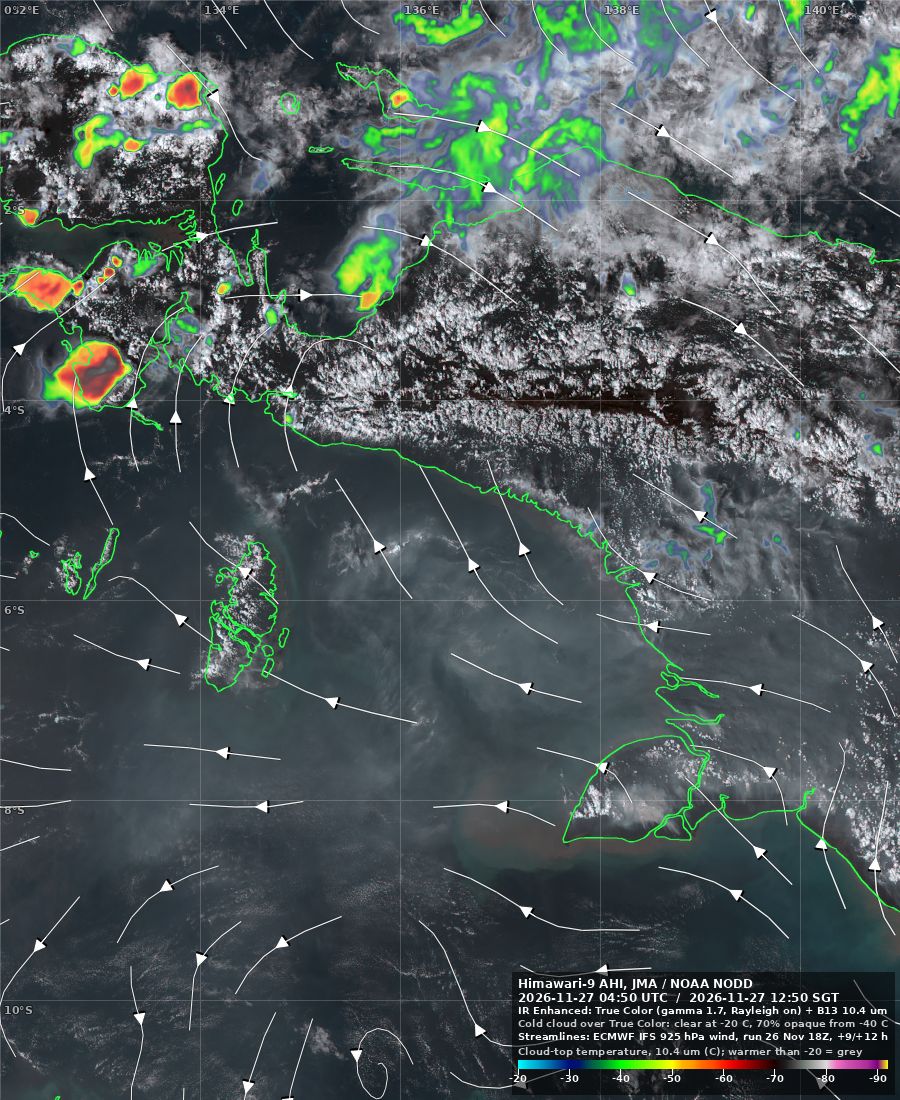 032°E 134°E 136°E 138°E 140°E
2°S
4°S
6°S
8°S
10°S
Himawari-9 AHI, JMA / NOAA NODD
2026-11-27 04:50 UTC / 2026-11-27 12:50 SGT
IR Enhanced: True Color (gamma 1.7, Rayleigh on) + B13 10.4 um
Cold cloud over True Color: clear at -20 C, 70% opaque from -40 C
Streamlines: ECMWF IFS 925 hPa wind, run 26 Nov 18Z, +9/+12 h
Cloud-top temperature, 10.4 um (C); warmer than -20 = grey
-20 -30 -40 -50 -60 -70 -80 -90